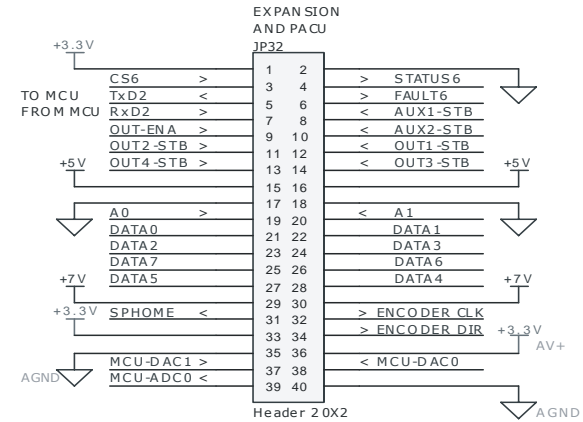 EXPANSION
AND PACU
JP32
+3.3V
1 2
CS6 > 3 4 > STATUS6
TO MCU TxD2 < 5 6 > FAULT6
FROM MCU RxD2 > 7 8 < AUX1-STB
OUT-ENA > 9 10 < AUX2-STB
OUT2-STB > 11 12 < OUT1-STB
OUT4-STB > 13 14 < OUT3-STB
+5V 15 16 +5V
17 18
A0 > 19 20 < A1
DATA0 21 22 DATA1
DATA2 23 24 DATA3
DATA7 25 26 DATA6
DATA5 27 28 DATA4
+7V 29 30 +7V
+3.3V SPHOME < 31 32 > ENCODER CLK
33 34 > ENCODER DIR +3.3V
35 36 AV+
MCU-DAC1 > 37 38 < MCU-DAC0
AGND MCU-ADC0 < 39 40
AGND
Header 20X2